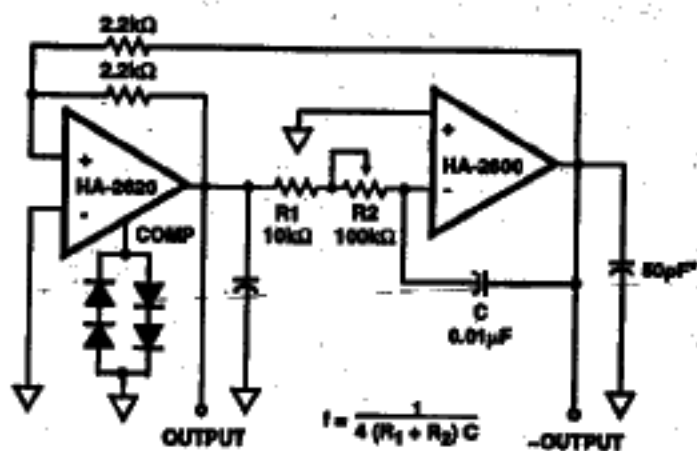 2.2kΩ
2.2kΩ
+
HA-2620
-
COMP
R1
10kΩ
R2
100kΩ
+
HA-2600
-
C
0.01μF
50pF*
OUTPUT
f = 1 / 4 (R₁ + R₂) C
~OUTPUT